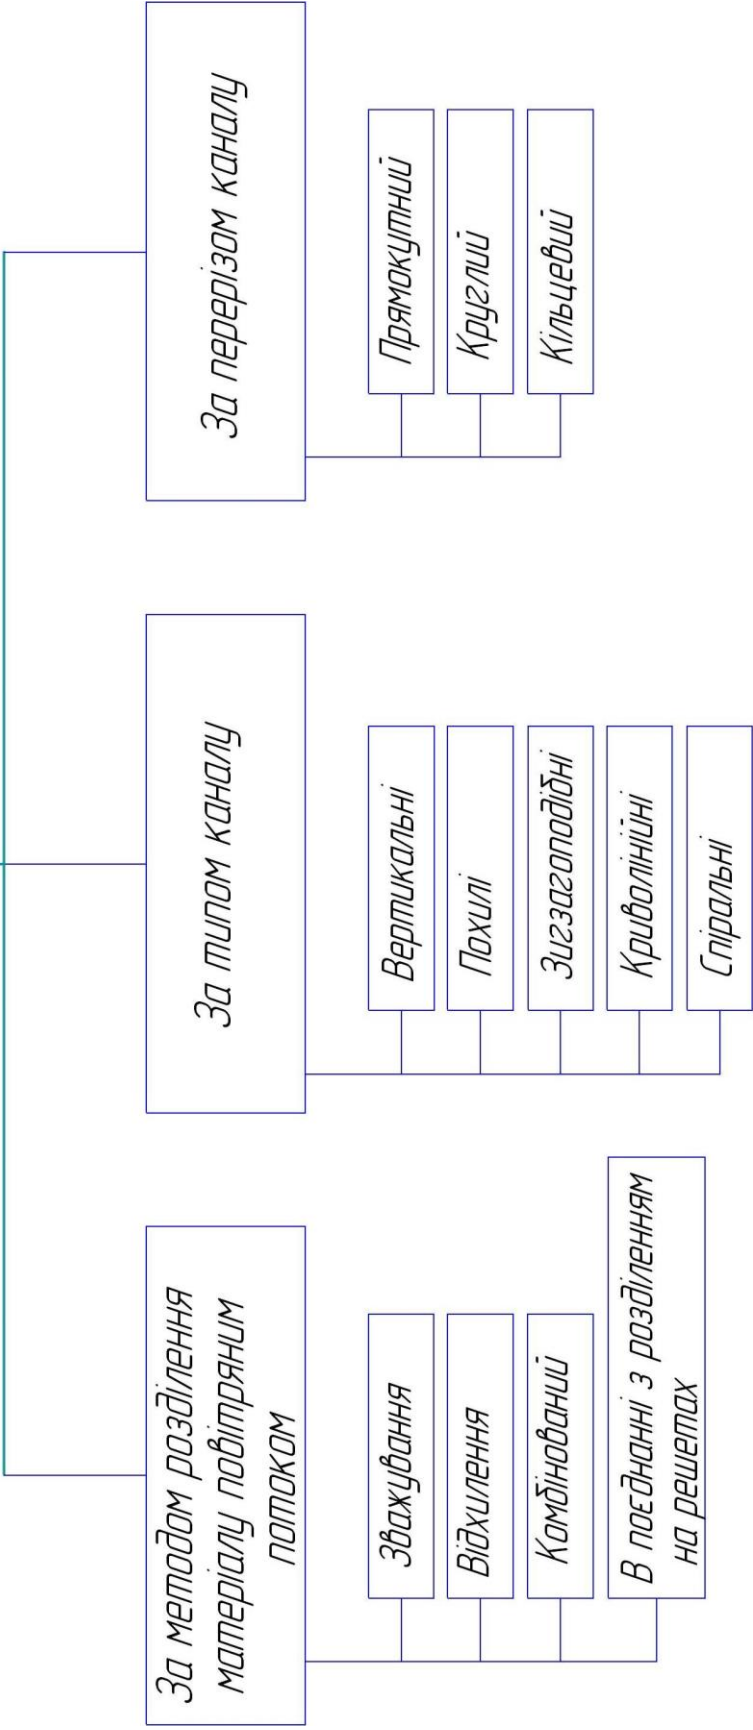 За методом розділення
матеріалу повітряним
потоком
Зважування
Відхилення
Комбінований
В поєднанні з розділенням
на решетах
За типом каналу
Вертикальні
Похилі
Зигзагоподібні
Криволінійні
Спіральні
За перерізом каналу
Прямокутний
Круглий
Кільцевий